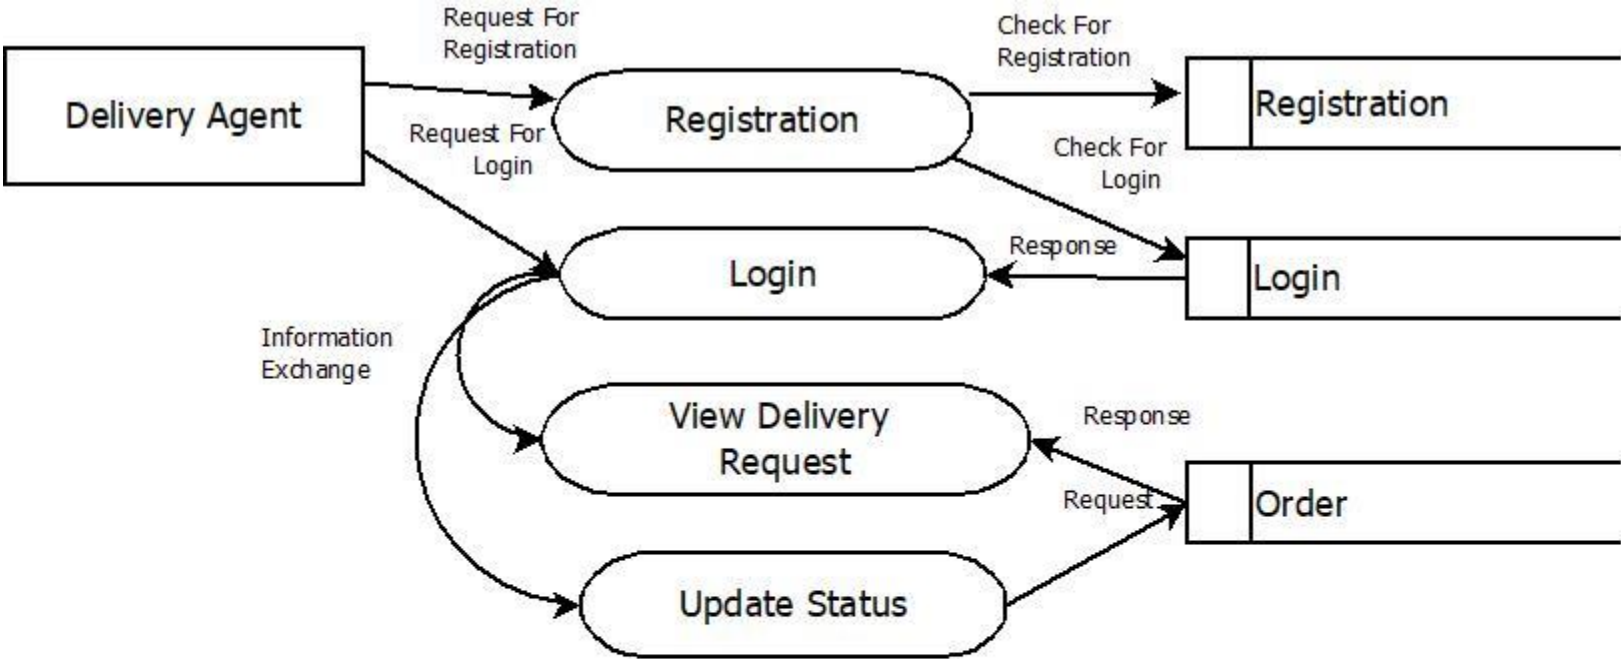 Request For
Registration
Check For
Registration
Delivery Agent
Registration
Registration
Request For
Login
Check For
Login
Response
Login
Login
Information
Exchange
View Delivery
Request
Response
Request
Order
Update Status